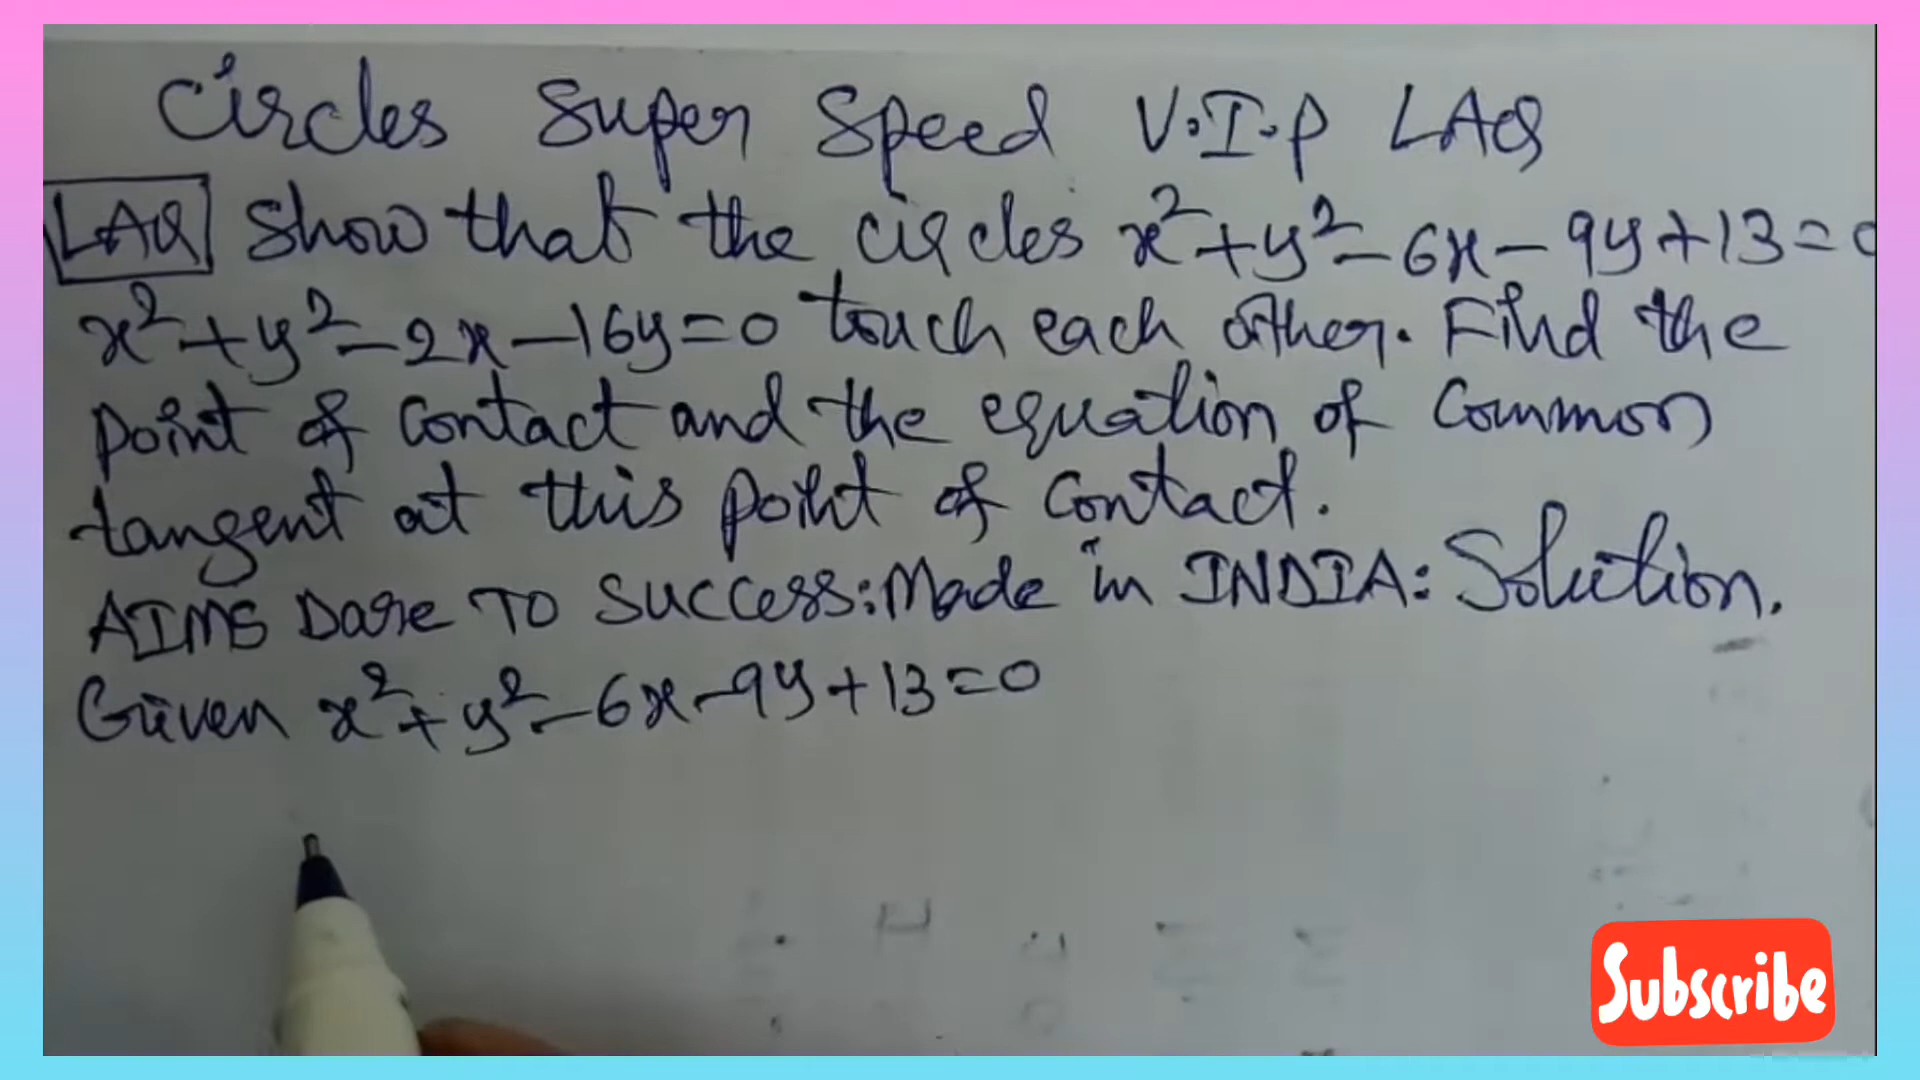 Circles Super Speed V.I.P LAQ
LAQ Show that the circles x²+y²-6x-9y+13=0
x²+y²-2x-16y=0 touch each other. Find the
point of contact and the equation of common
tangent at this point of contact.
AIMS Dare TO SUCCESS: Made in INDIA: Solution.
Given x²+y²-6x-9y+13=0
Subscribe